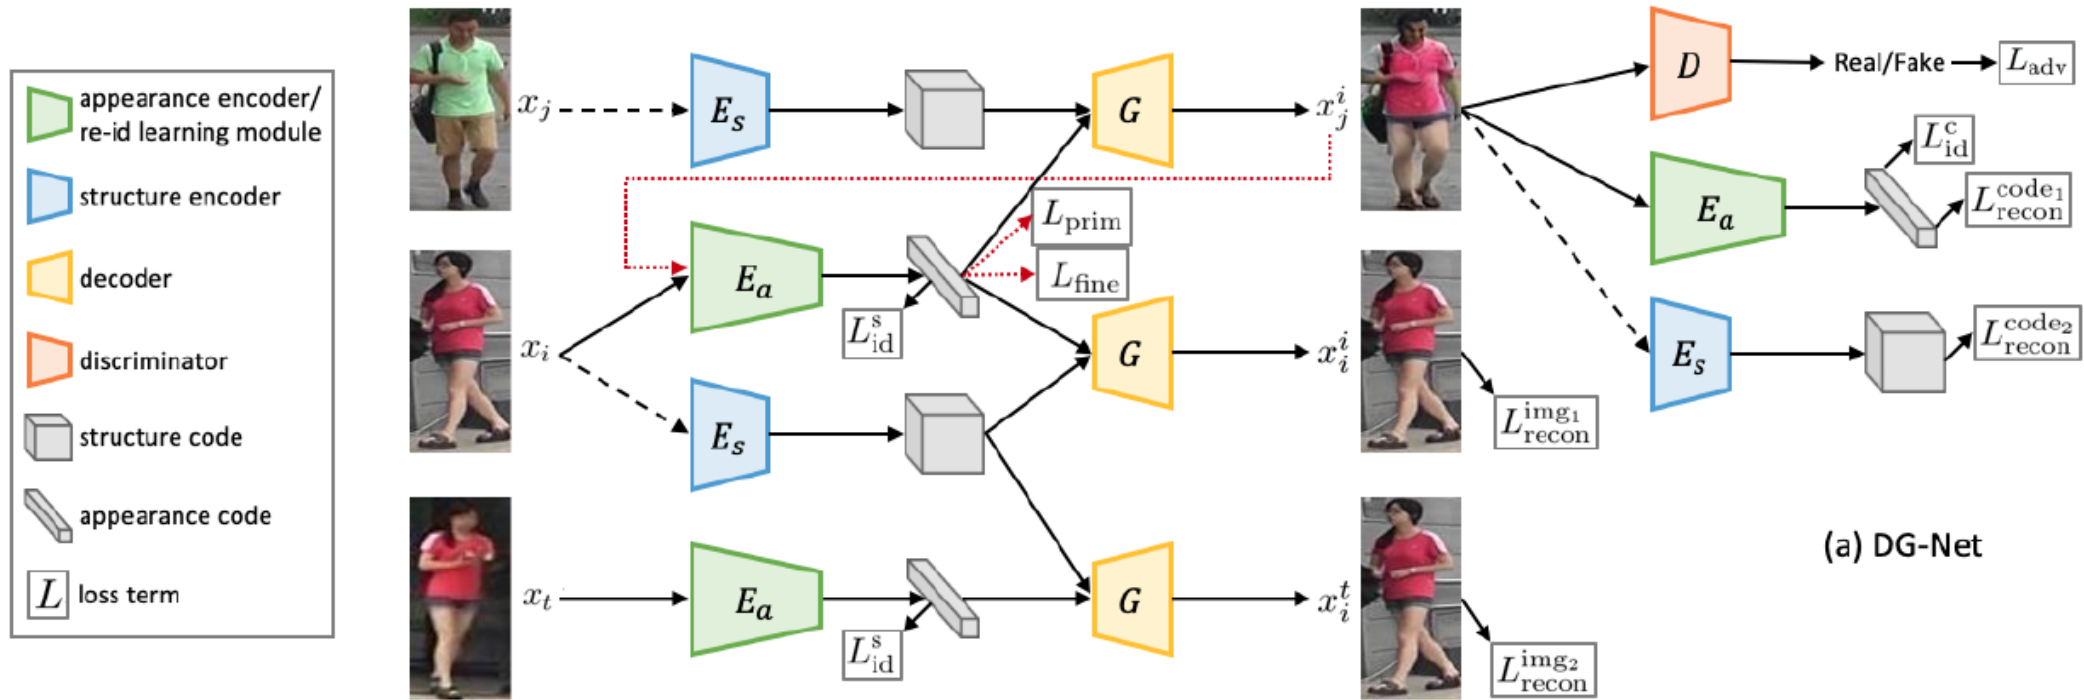 appearance encoder/
re-id learning module
structure encoder
decoder
discriminator
structure code
appearance code
L loss term
x_j
E_s
G
x_j^i
D
Real/Fake
L_adv
E_a
L_id^c
L_recon^code₁
E_s
L_recon^code₂
x_i
E_a
L_id^s
L_prim
L_fine
E_s
G
x_i^i
L_recon^img₁
x_t
E_a
L_id^s
G
x_i^t
L_recon^img₂
(a) DG-Net